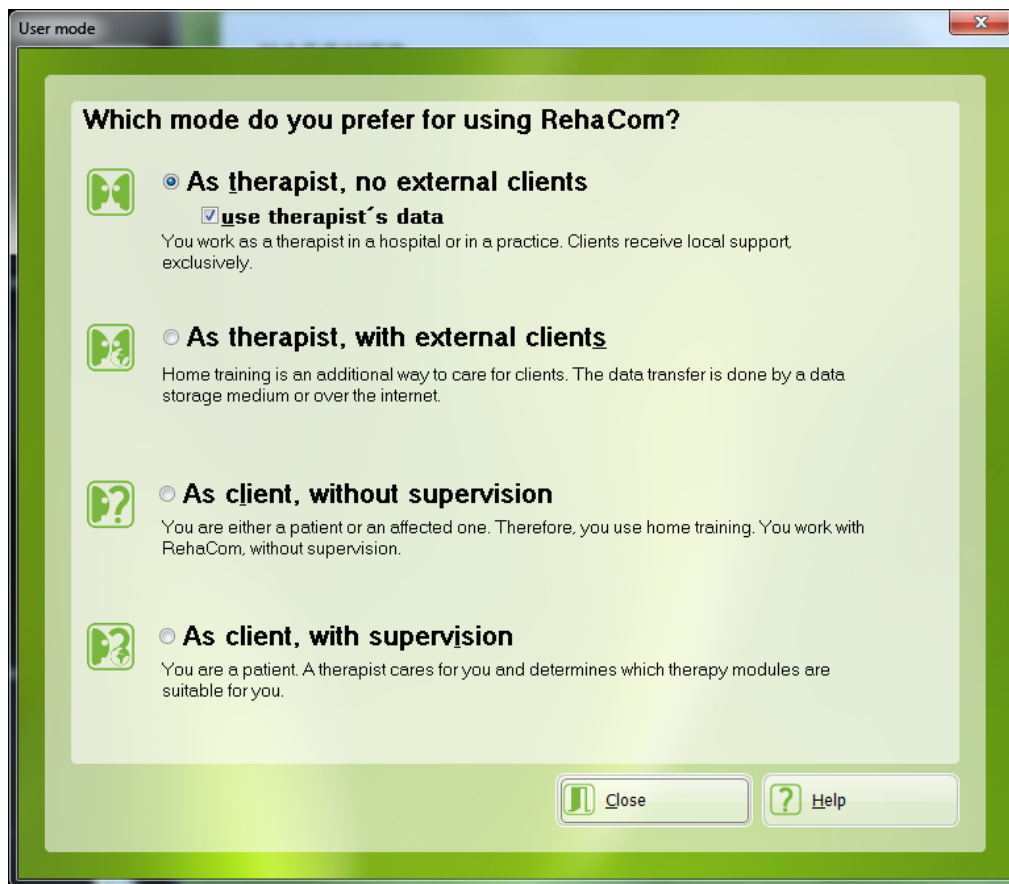 User mode
Which mode do you prefer for using RehaCom?
As therapist, no external clients
use therapist´s data
You work as a therapist in a hospital or in a practice. Clients receive local support,
exclusively.
As therapist, with external clients
Home training is an additional way to care for clients. The data transfer is done by a data
storage medium or over the internet.
As client, without supervision
You are either a patient or an affected one. Therefore, you use home training. You work with
RehaCom, without supervision.
As client, with supervision
You are a patient. A therapist cares for you and determines which therapy modules are
suitable for you.
Close
Help